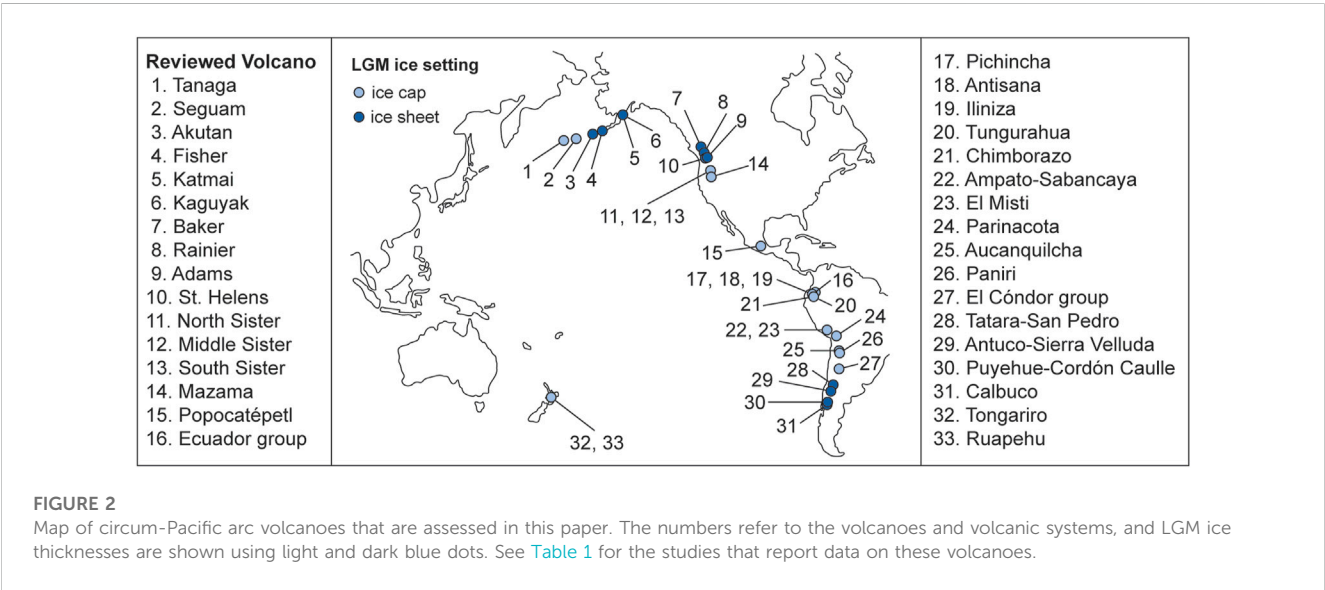 Reviewed Volcano
1. Tanaga
2. Seguam
3. Akutan
4. Fisher
5. Katmai
6. Kaguyak
7. Baker
8. Rainier
9. Adams
10. St. Helens
11. North Sister
12. Middle Sister
13. South Sister
14. Mazama
15. Popocatépetl
16. Ecuador group
LGM ice setting
ice cap
ice sheet
7
8
9
6
5
10
14
1
2
3
4
11, 12, 13
15
17, 18, 19
16
21
20
24
22, 23
26
25
27
28
29
30
31
32, 33
17. Pichincha
18. Antisana
19. Iliniza
20. Tungurahua
21. Chimborazo
22. Ampato-Sabancaya
23. El Misti
24. Parinacota
25. Aucanquilcha
26. Paniri
27. El Cóndor group
28. Tatara-San Pedro
29. Antuco-Sierra Velluda
30. Puyehue-Cordón Caulle
31. Calbuco
32. Tongariro
33. Ruapehu
FIGURE 2
Map of circum-Pacific arc volcanoes that are assessed in this paper. The numbers refer to the volcanoes and volcanic systems, and LGM ice
thicknesses are shown using light and dark blue dots. See Table 1 for the studies that report data on these volcanoes.